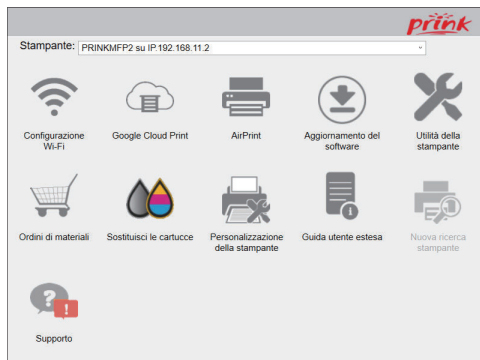 prink
Stampante: PRINKMFP2 su IP 192.168.11.2
Configurazione
Wi-Fi
Google Cloud Print
AirPrint
Aggiornamento del
software
Utilità della
stampante
Ordini di materiali
Sostituisci le cartucce
Personalizzazione
della stampante
Guida utente estesa
Nuova ricerca
stampante
Supporto